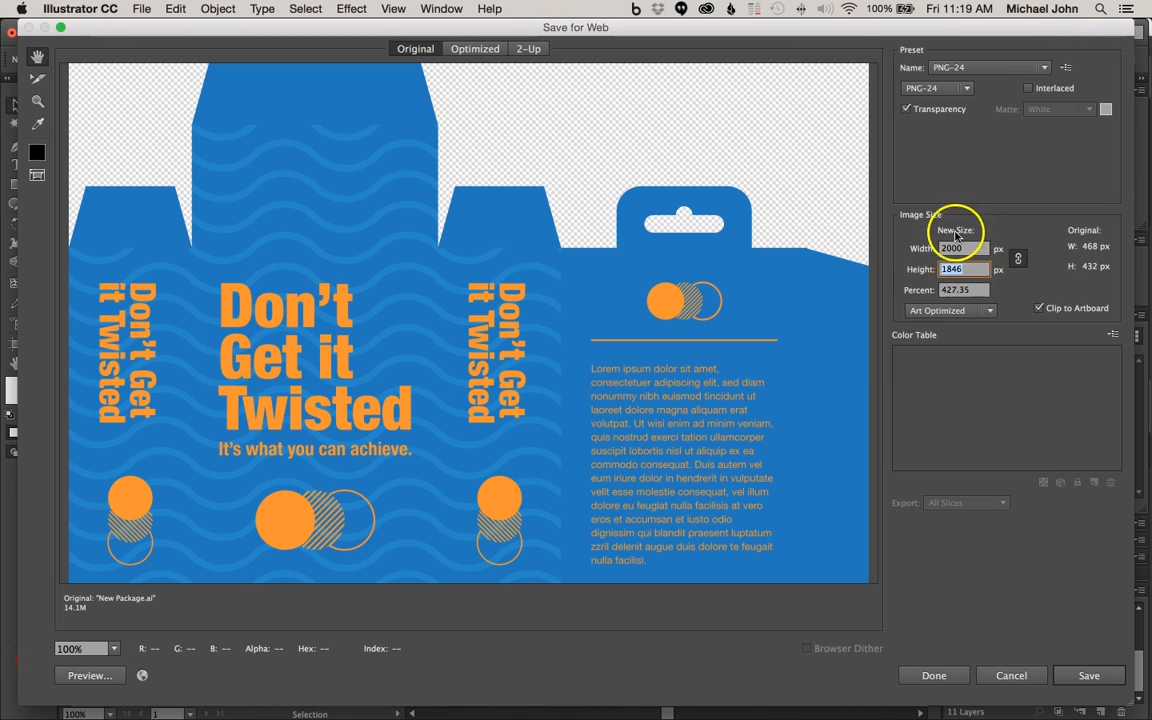 Illustrator CC File Edit Object Type Select Effect View Window Help 100% Fri 11:19 AM Michael John
Save for Web
Original Optimized 2-Up
Preset
Name: PNG-24
PNG-24 Interlaced
Transparency Matte: White
Image Size
New Size: Original:
Width: 2000 px W: 468 px
Height: 1846 px H: 432 px
Percent: 427.35
Art Optimized Clip to Artboard
Color Table
Export: All Slices
Don't Get
it Twisted
Don't
Get it
Twisted
It's what you can achieve.
Don't Get
it Twisted
Lorem ipsum dolor sit amet,
consectetuer adipiscing elit, sed diam
nonummy nibh euismod tincidunt ut
laoreet dolore magna aliquam erat
volutpat. Ut wisi enim ad minim veniam,
quis nostrud exerci tation ullamcorper
suscipit lobortis nisl ut aliquip ex ea
commodo consequat. Duis autem vel
eum iriure dolor in hendrerit in vulputate
velit esse molestie consequat, vel illum
dolore eu feugiat nulla facilisis at vero
eros et accumsan et iusto odio
dignissim qui blandit praesent luptatum
zzril delenit augue duis dolore te feugait
nulla facilisi.
Original: "New Package.ai"
14.1M
100% R: -- G: -- B: -- Alpha: -- Hex: -- Index: -- Browser Dither
Preview... Done Cancel Save
100% 1 Selection 11 Layers